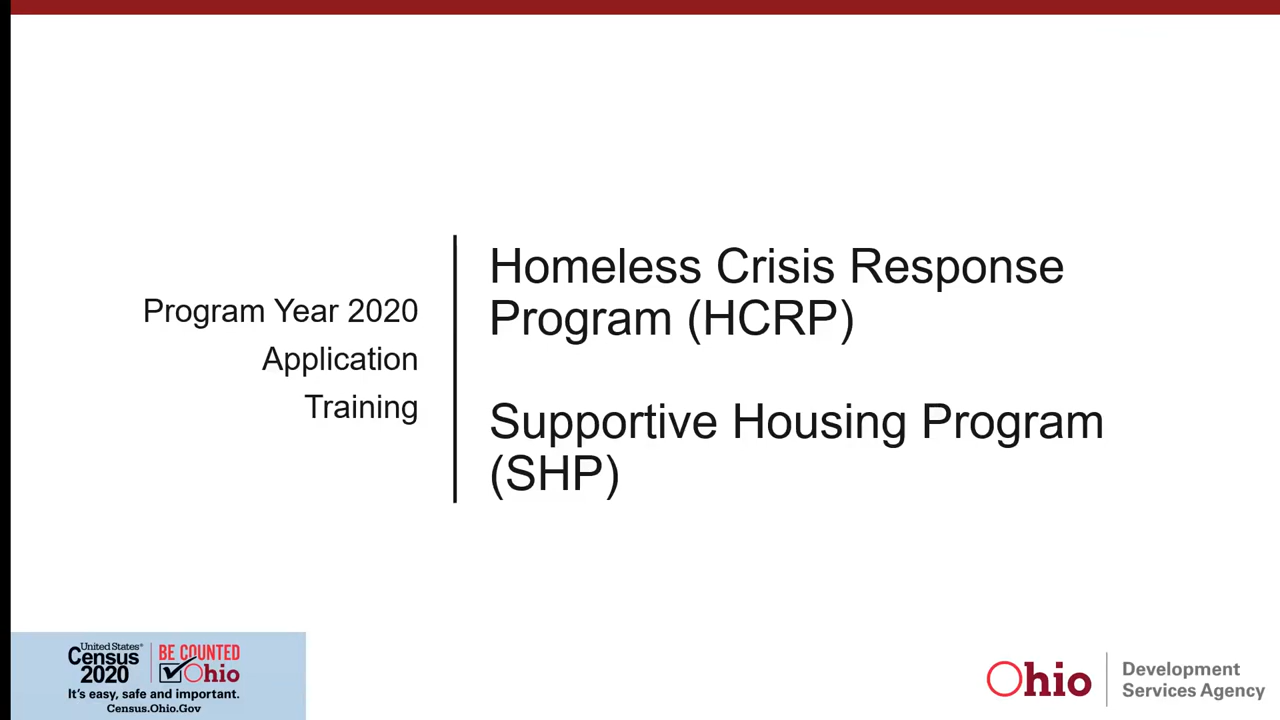 Program Year 2020
Application
Training
Homeless Crisis Response
Program (HCRP)
Supportive Housing Program
(SHP)
United States®
Census
2020
BE COUNTED
Ohio
It's easy, safe and important.
Census.Ohio.Gov
Ohio
Development
Services Agency